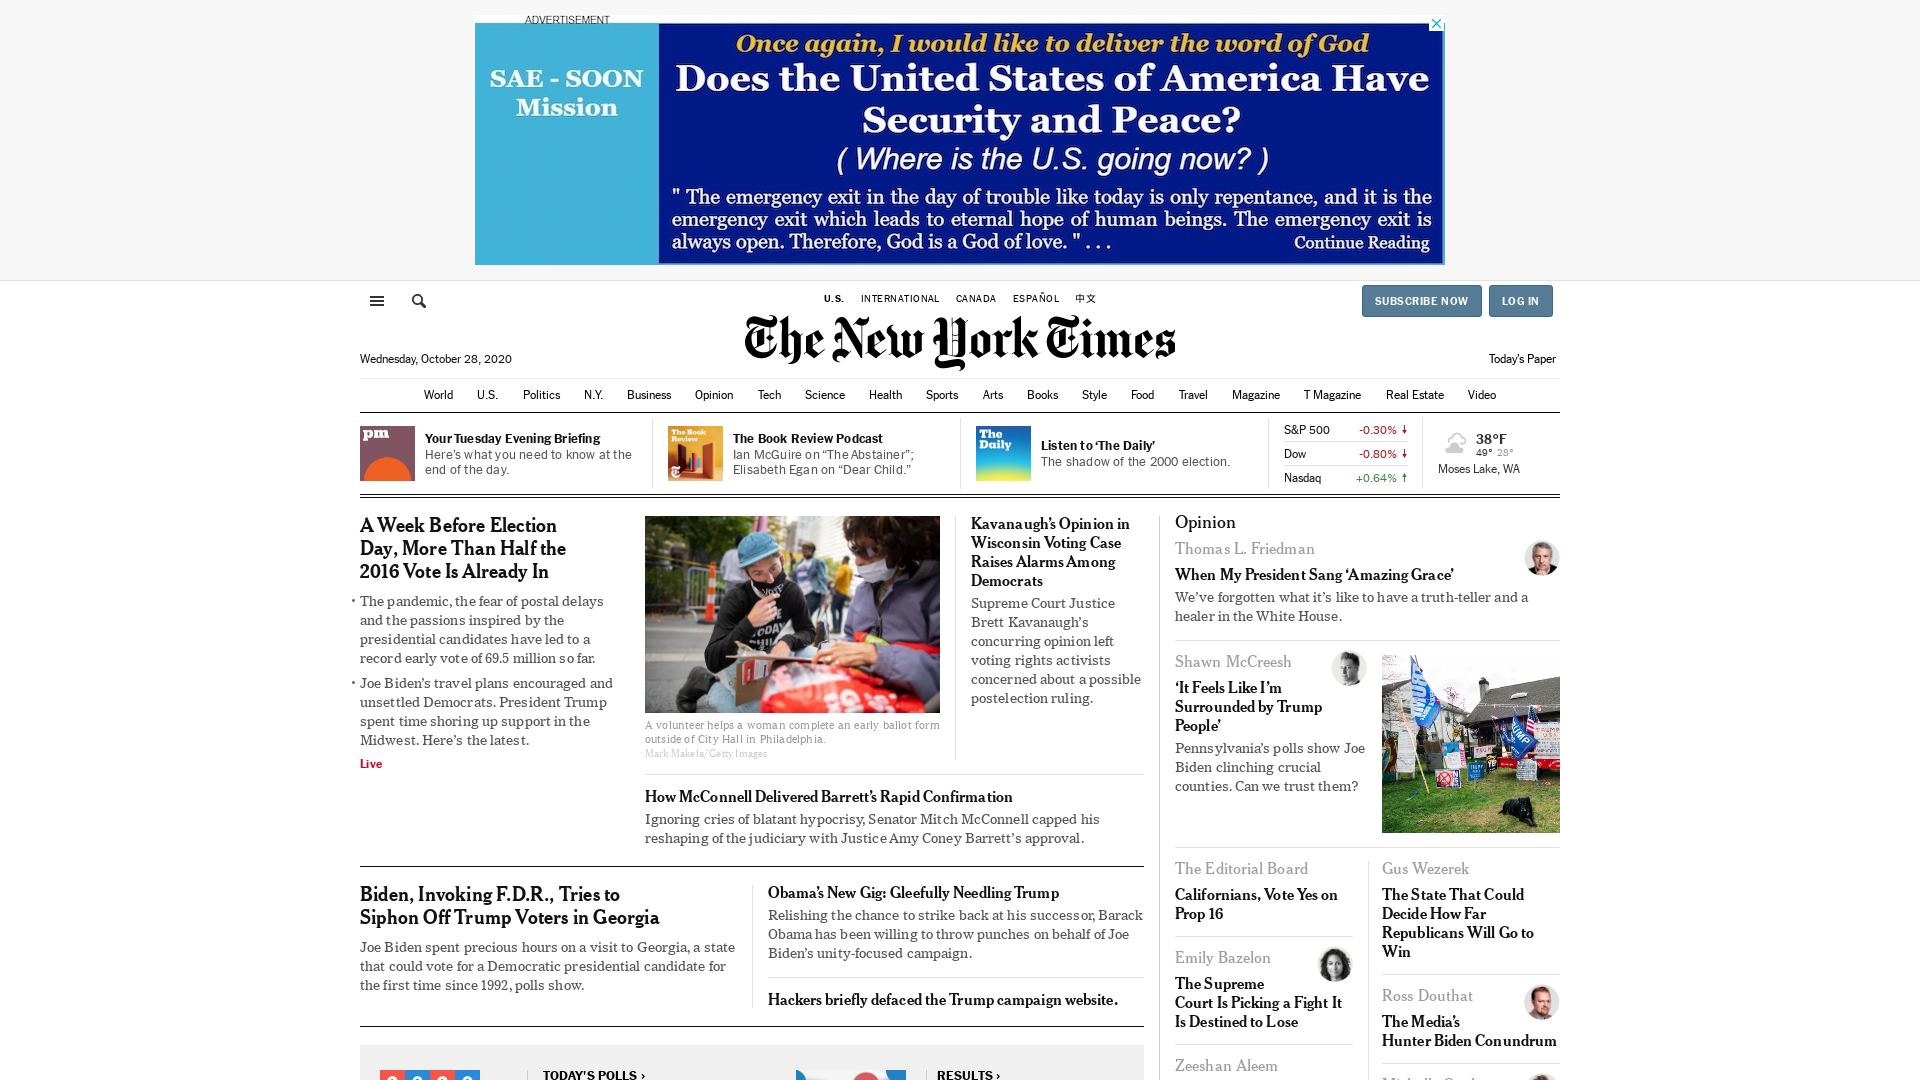 ADVERTISEMENT
SAE - SOON
Mission
Once again, I would like to deliver the word of God
Does the United States of America Have
Security and Peace?
( Where is the U.S. going now? )
" The emergency exit in the day of trouble like today is only repentance, and it is the
emergency exit which leads to eternal hope of human beings. The emergency exit is
always open. Therefore, God is a God of love. " . . .
Continue Reading
U.S. INTERNATIONAL CANADA ESPAÑOL 中文
SUBSCRIBE NOW
LOG IN
The New York Times
Wednesday, October 28, 2020
Today's Paper
World U.S. Politics N.Y. Business Opinion Tech Science Health Sports Arts Books Style Food Travel Magazine T Magazine Real Estate Video
pm
Your Tuesday Evening Briefing
Here's what you need to know at the
end of the day.
The Book
Review
The Book Review Podcast
Ian McGuire on “The Abstainer”;
Elisabeth Egan on “Dear Child.”
The
Daily
Listen to ‘The Daily’
The shadow of the 2000 election.
S&P 500 -0.30%
Dow -0.80%
Nasdaq +0.64%
38°F
49° 28°
Moses Lake, WA
A Week Before Election
Day, More Than Half the
2016 Vote Is Already In
• The pandemic, the fear of postal delays
and the passions inspired by the
presidential candidates have led to a
record early vote of 69.5 million so far.
• Joe Biden’s travel plans encouraged and
unsettled Democrats. President Trump
spent time shoring up support in the
Midwest. Here’s the latest.
Live
A volunteer helps a woman complete an early ballot form
outside of City Hall in Philadelphia.
Mark Makela/Getty Images
Kavanaugh’s Opinion in
Wisconsin Voting Case
Raises Alarms Among
Democrats
Supreme Court Justice
Brett Kavanaugh’s
concurring opinion left
voting rights activists
concerned about a possible
postelection ruling.
How McConnell Delivered Barrett’s Rapid Confirmation
Ignoring cries of blatant hypocrisy, Senator Mitch McConnell capped his
reshaping of the judiciary with Justice Amy Coney Barrett’s approval.
Biden, Invoking F.D.R., Tries to
Siphon Off Trump Voters in Georgia
Joe Biden spent precious hours on a visit to Georgia, a state
that could vote for a Democratic presidential candidate for
the first time since 1992, polls show.
Obama’s New Gig: Gleefully Needling Trump
Relishing the chance to strike back at his successor, Barack
Obama has been willing to throw punches on behalf of Joe
Biden’s unity-focused campaign.
Hackers briefly defaced the Trump campaign website.
TODAY'S POLLS ›
RESULTS ›
Opinion
Thomas L. Friedman
When My President Sang ‘Amazing Grace’
We’ve forgotten what it’s like to have a truth-teller and a
healer in the White House.
Shawn McCreesh
‘It Feels Like I’m
Surrounded by Trump
People’
Pennsylvania’s polls show Joe
Biden clinching crucial
counties. Can we trust them?
TRUMP
The Editorial Board
Californians, Vote Yes on
Prop 16
Emily Bazelon
The Supreme
Court Is Picking a Fight It
Is Destined to Lose
Zeeshan Aleem
Gus Wezerek
The State That Could
Decide How Far
Republicans Will Go to
Win
Ross Douthat
The Media’s
Hunter Biden Conundrum